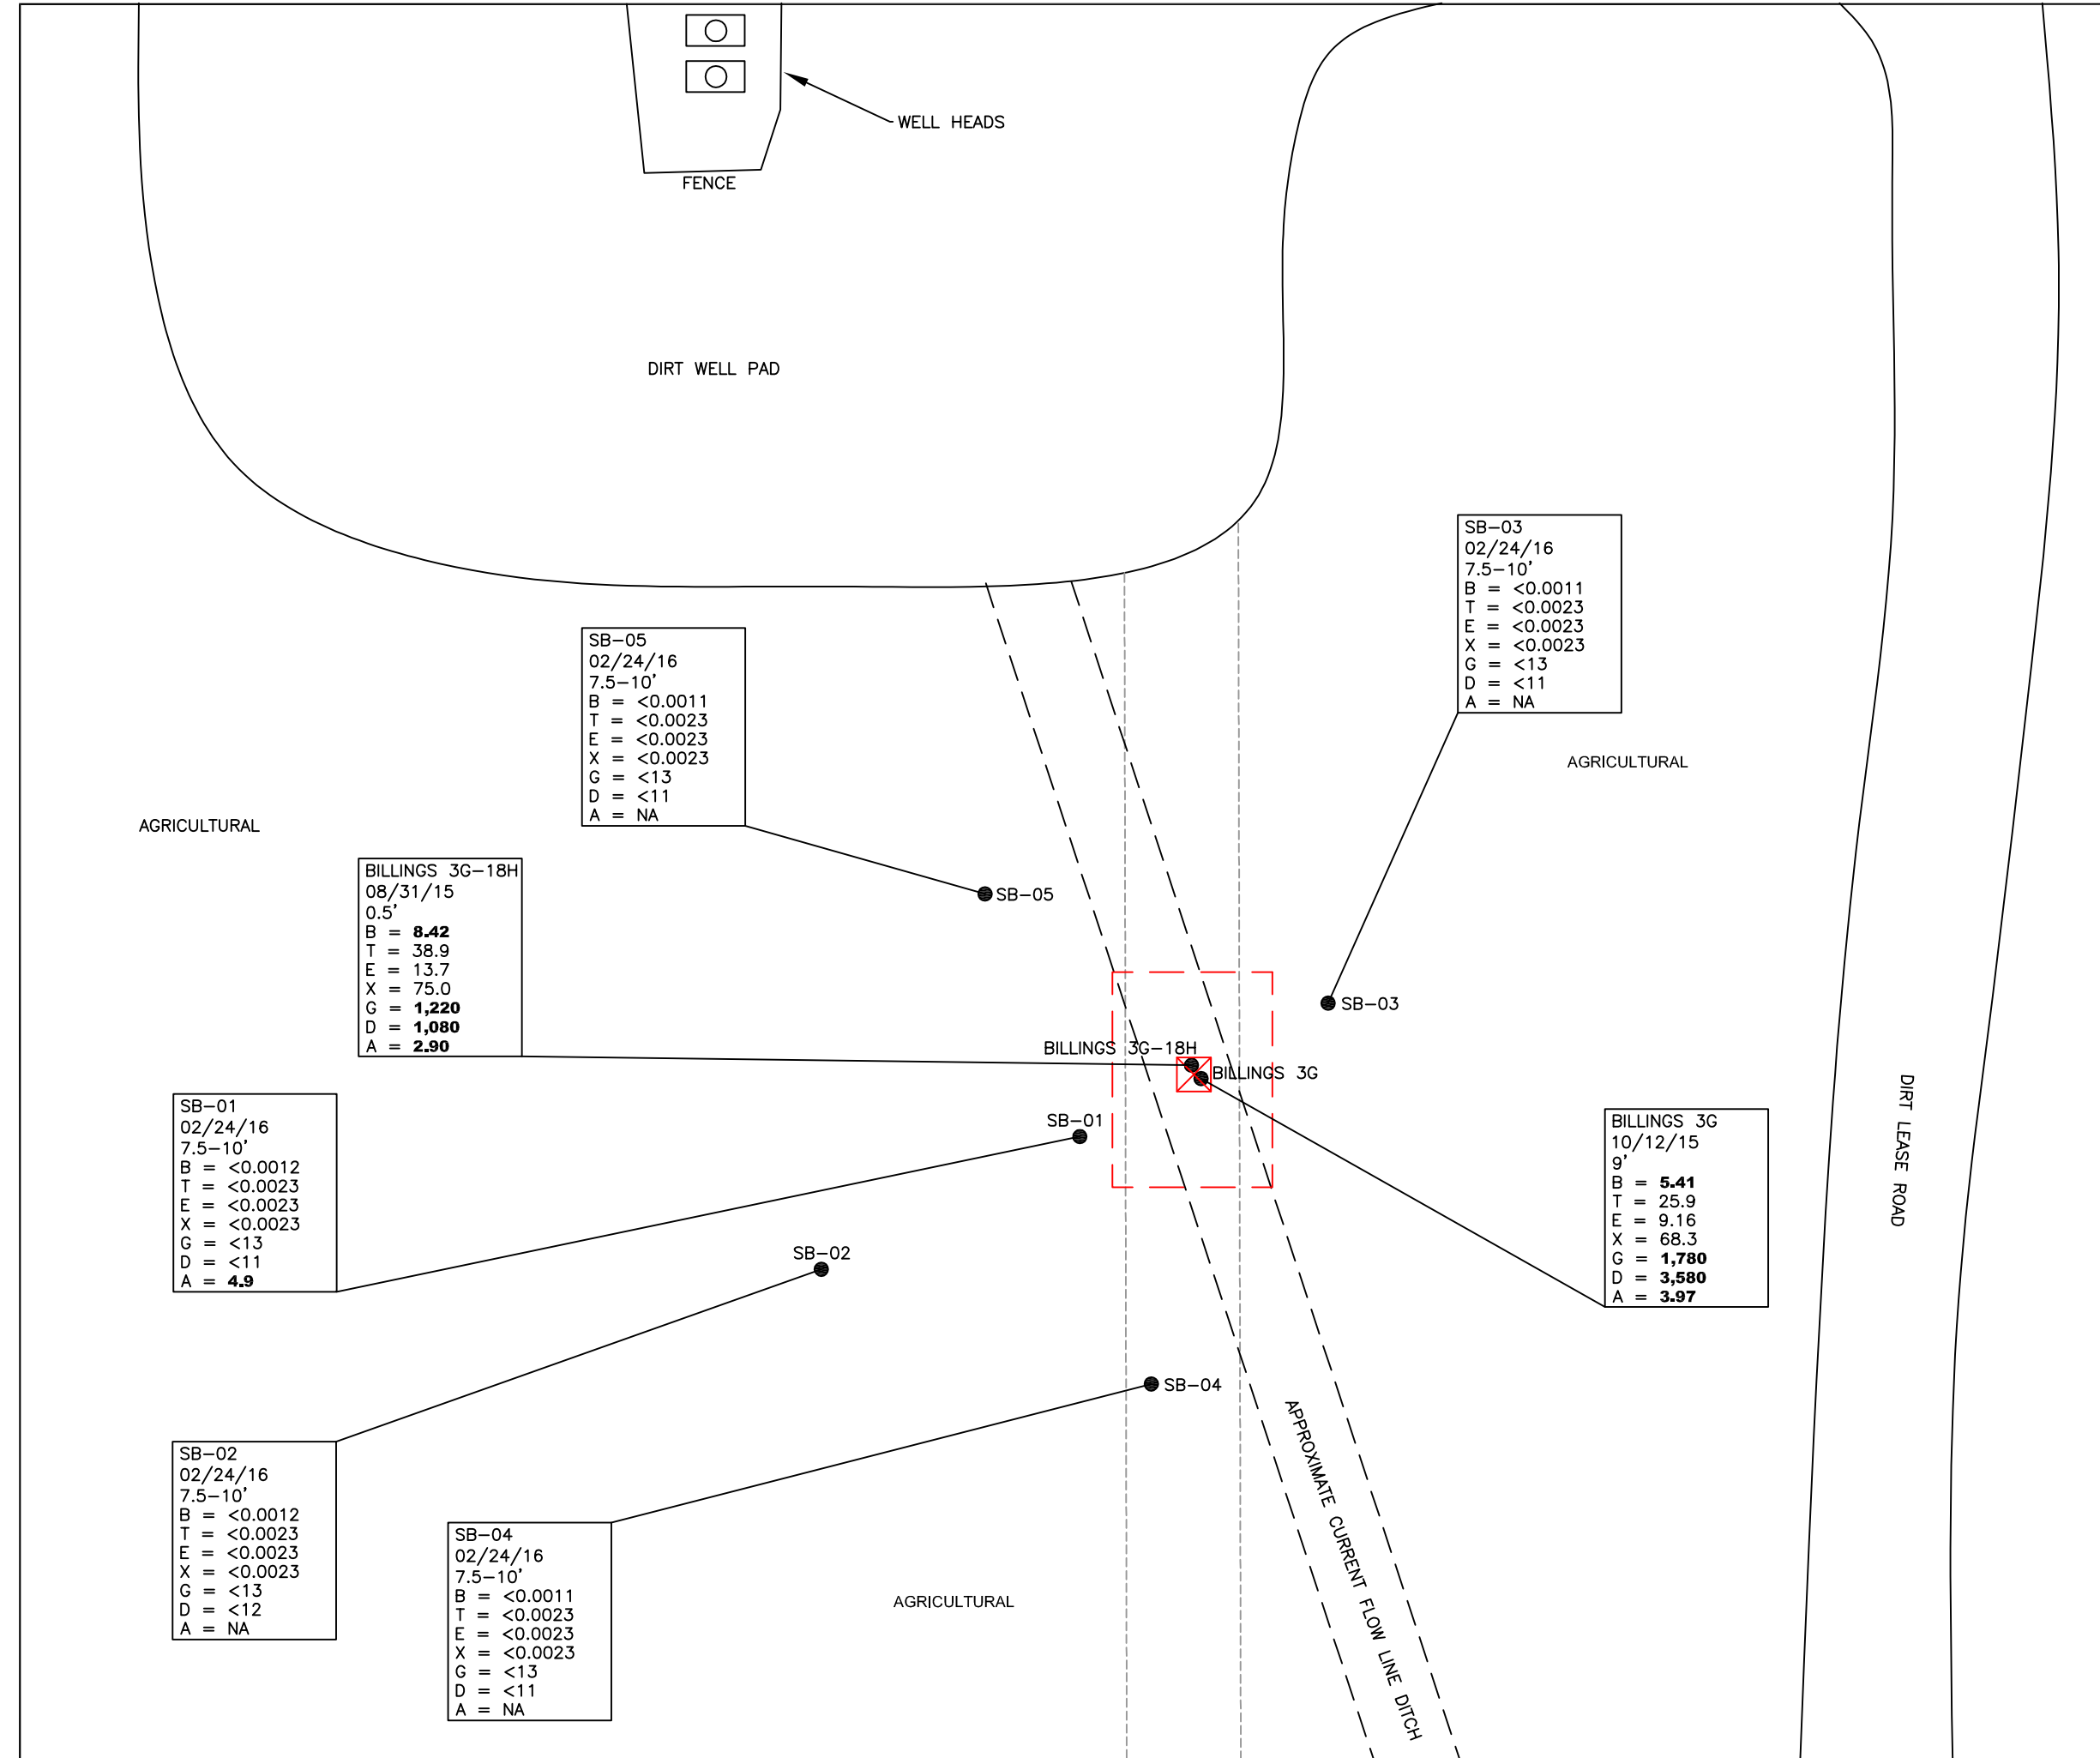 WELL HEADS
FENCE
DIRT WELL PAD
SB-03
02/24/16
7.5-10'
B = <0.0011
T = <0.0023
E = <0.0023
X = <0.0023
G = <13
D = <11
A = NA
SB-05
02/24/16
7.5-10'
B = <0.0011
T = <0.0023
E = <0.0023
X = <0.0023
G = <13
D = <11
A = NA
AGRICULTURAL
AGRICULTURAL
BILLINGS 3G-18H
08/31/15
0.5'
B = 8.42
T = 38.9
E = 13.7
X = 75.0
G = 1,220
D = 1,080
A = 2.90
SB-05
SB-03
BILLINGS 3G-18H
BILLINGS 3G
SB-01
SB-01
02/24/16
7.5-10'
B = <0.0012
T = <0.0023
E = <0.0023
X = <0.0023
G = <13
D = <11
A = 4.9
BILLINGS 3G
10/12/15
9'
B = 5.41
T = 25.9
E = 9.16
X = 68.3
G = 1,780
D = 3,580
A = 3.97
DIRT LEASE ROAD
SB-02
SB-04
SB-02
02/24/16
7.5-10'
B = <0.0012
T = <0.0023
E = <0.0023
X = <0.0023
G = <13
D = <12
A = NA
SB-04
02/24/16
7.5-10'
B = <0.0011
T = <0.0023
E = <0.0023
X = <0.0023
G = <13
D = <11
A = NA
AGRICULTURAL
APPROXIMATE CURRENT FLOW LINE DITCH